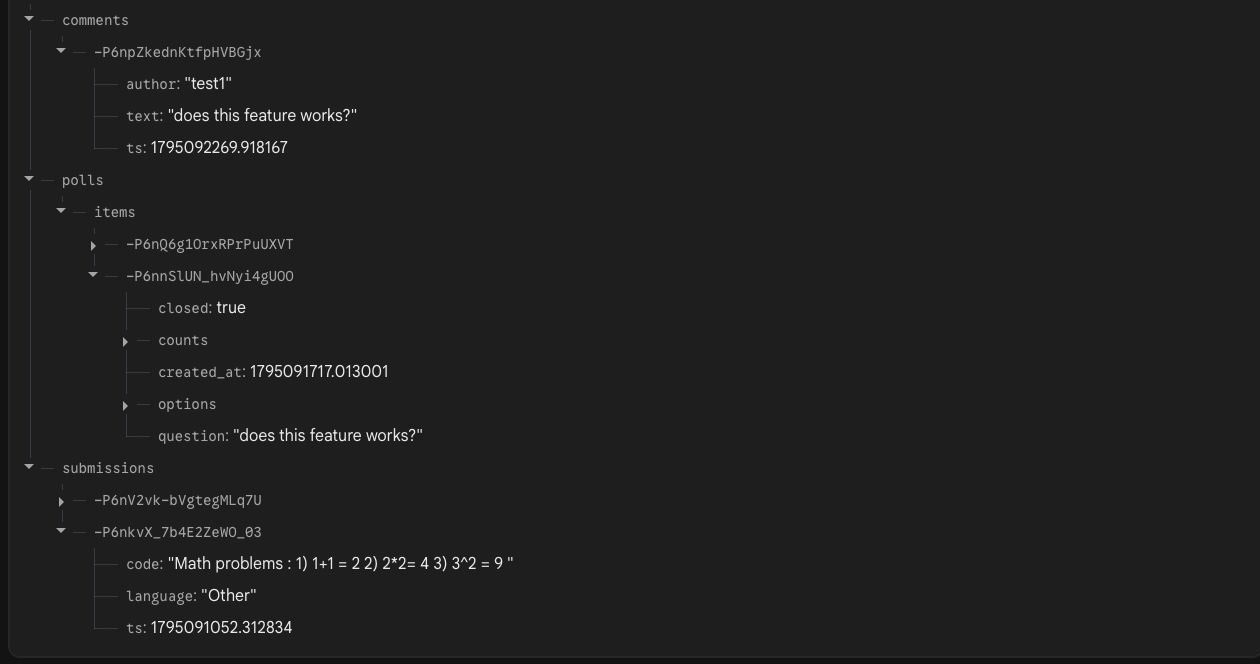 comments
-P6npZkednKtfpHVBGjx
author: "test1"
text: "does this feature works?"
ts: 1795092269.918167
polls
items
-P6nQ6g1OrxRPrPuUXVT
-P6nnSlUN_hvNyi4gUOO
closed: true
counts
created_at: 1795091717.013001
options
question: "does this feature works?"
submissions
-P6nV2vk-bVgtegMLq7U
-P6nkvX_7b4E2ZeWO_03
code: "Math problems : 1) 1+1 = 2 2) 2*2= 4 3) 3^2 = 9 "
language: "Other"
ts: 1795091052.312834